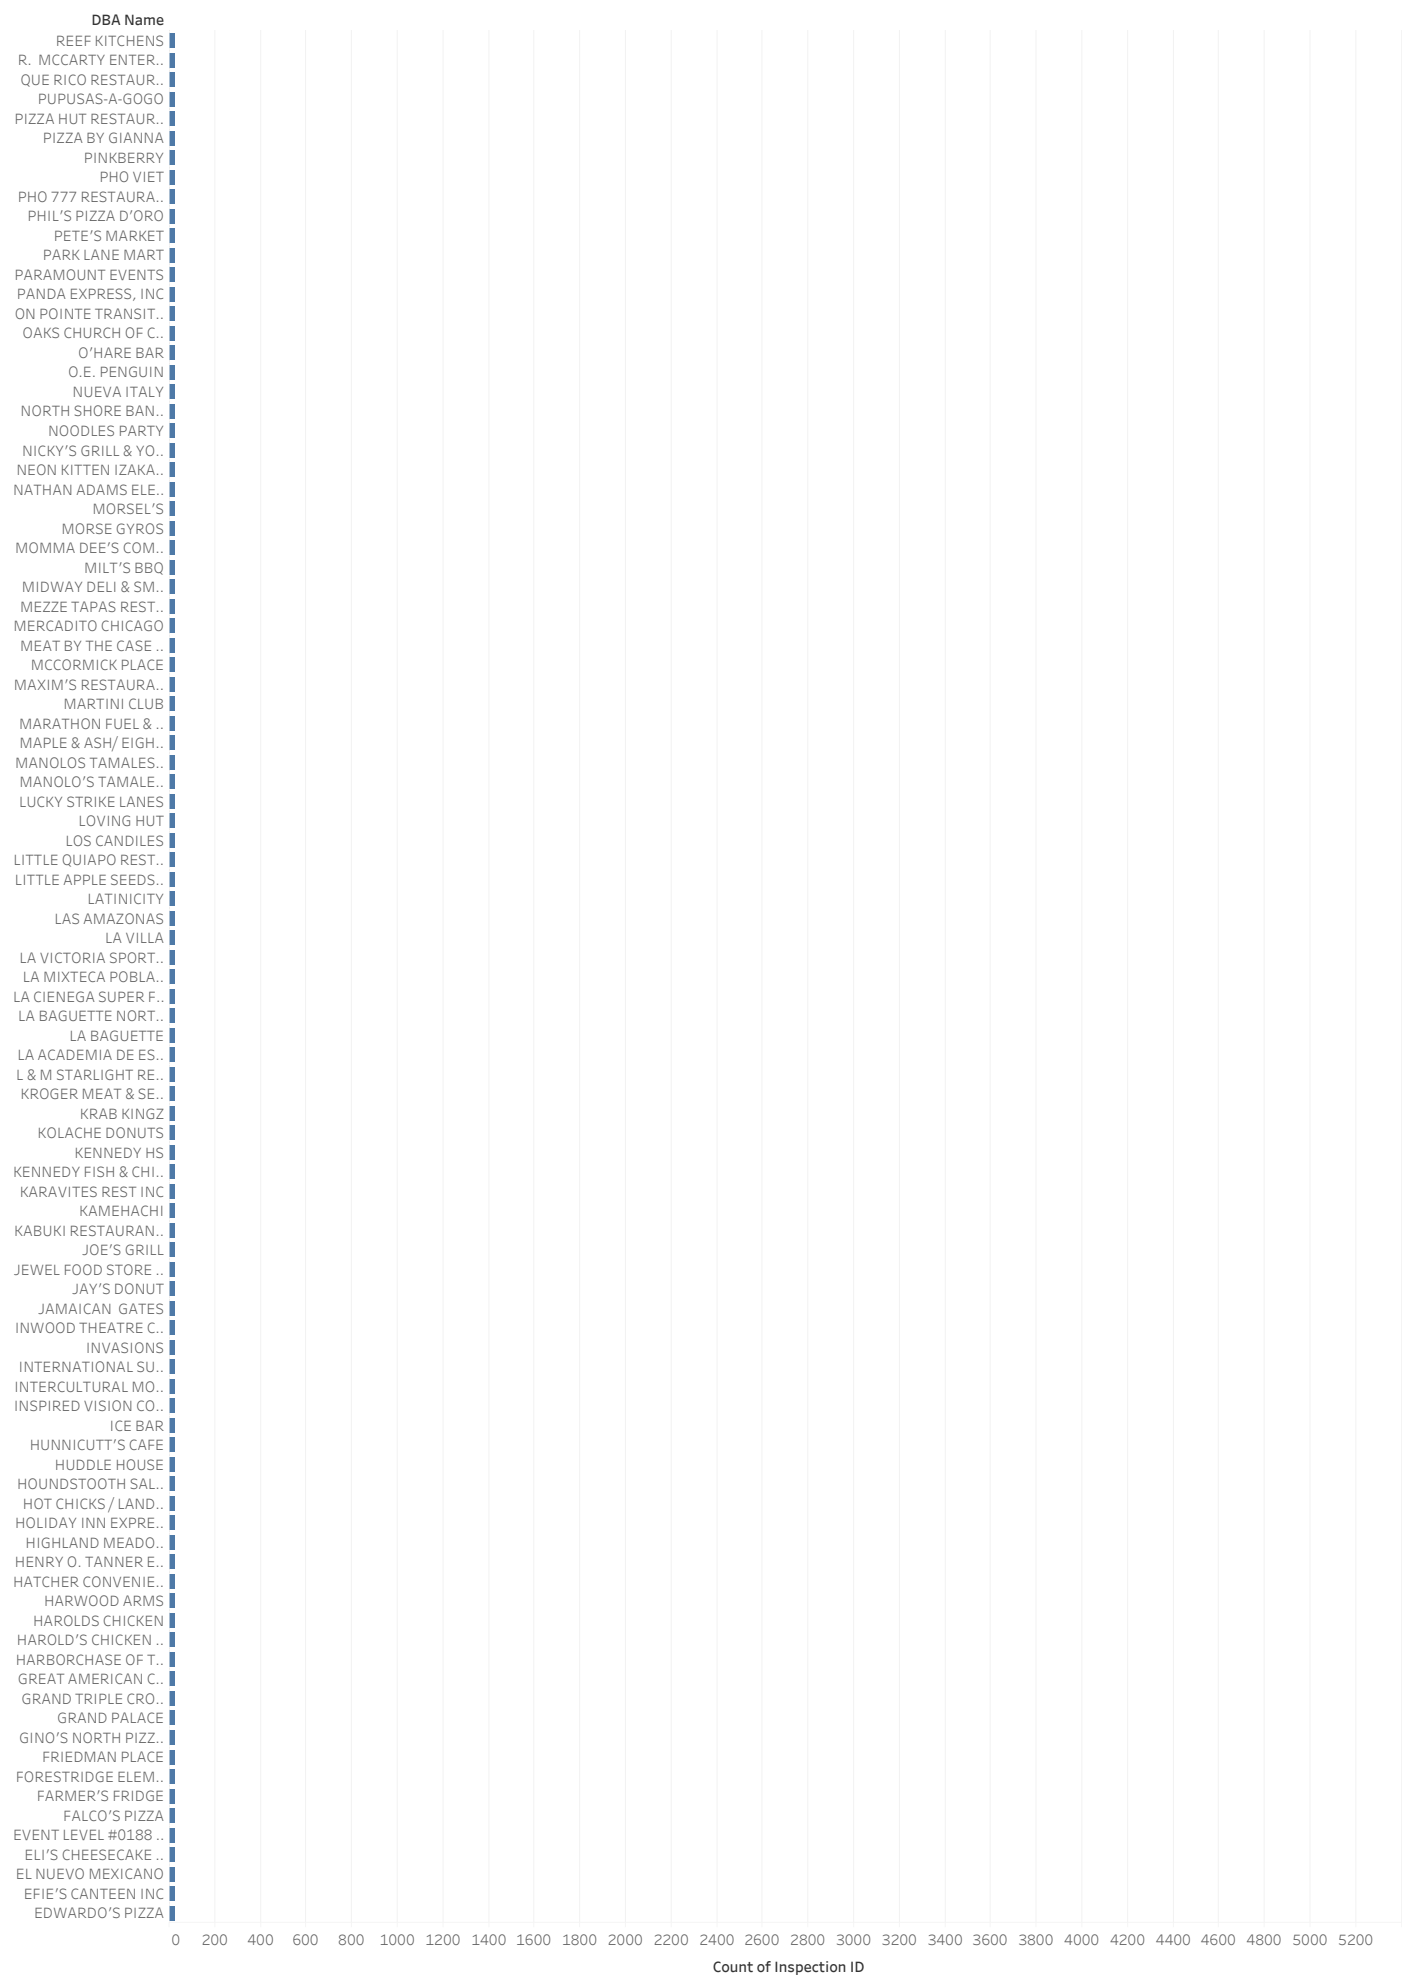 DBA Name
REEF KITCHENS
R.  MCCARTY ENTER..
QUE RICO RESTAUR..
PUPUSAS-A-GOGO
PIZZA HUT RESTAUR..
PIZZA BY GIANNA
PINKBERRY
PHO VIET
PHO 777 RESTAURA..
PHIL'S PIZZA D'ORO
PETE'S MARKET
PARK LANE MART
PARAMOUNT EVENTS
PANDA EXPRESS, INC
ON POINTE TRANSIT..
OAKS CHURCH OF C..
O'HARE BAR
O.E. PENGUIN
NUEVA ITALY
NORTH SHORE BAN..
NOODLES PARTY
NICKY'S GRILL & YO..
NEON KITTEN IZAKA..
NATHAN ADAMS ELE..
MORSEL'S
MORSE GYROS
MOMMA DEE'S COM..
MILT'S BBQ
MIDWAY DELI & SM..
MEZZE TAPAS REST..
MERCADITO CHICAGO
MEAT BY THE CASE ..
MCCORMICK PLACE
MAXIM'S RESTAURA..
MARTINI CLUB
MARATHON FUEL & ..
MAPLE & ASH/ EIGH..
MANOLOS TAMALES..
MANOLO'S TAMALE..
LUCKY STRIKE LANES
LOVING HUT
LOS CANDILES
LITTLE QUIAPO REST..
LITTLE APPLE SEEDS..
LATINICITY
LAS AMAZONAS
LA VILLA
LA VICTORIA SPORT..
LA MIXTECA POBLA..
LA CIENEGA SUPER F..
LA BAGUETTE NORT..
LA BAGUETTE
LA ACADEMIA DE ES..
L & M STARLIGHT RE..
KROGER MEAT & SE..
KRAB KINGZ
KOLACHE DONUTS
KENNEDY HS
KENNEDY FISH & CHI..
KARAVITES REST INC
KAMEHACHI
KABUKI RESTAURAN..
JOE'S GRILL
JEWEL FOOD STORE ..
JAY'S DONUT
JAMAICAN  GATES
INWOOD THEATRE C..
INVASIONS
INTERNATIONAL SU..
INTERCULTURAL MO..
INSPIRED VISION CO..
ICE BAR
HUNNICUTT'S CAFE
HUDDLE HOUSE
HOUNDSTOOTH SAL..
HOT CHICKS / LAND..
HOLIDAY INN EXPRE..
HIGHLAND MEADO..
HENRY O. TANNER E..
HATCHER CONVENIE..
HARWOOD ARMS
HAROLDS CHICKEN
HAROLD'S CHICKEN ..
HARBORCHASE OF T..
GREAT AMERICAN C..
GRAND TRIPLE CRO..
GRAND PALACE
GINO'S NORTH PIZZ..
FRIEDMAN PLACE
FORESTRIDGE ELEM..
FARMER'S FRIDGE
FALCO'S PIZZA
EVENT LEVEL #0188 ..
ELI'S CHEESECAKE ..
EL NUEVO MEXICANO
EFIE'S CANTEEN INC
EDWARDO'S PIZZA
0 200 400 600 800 1000 1200 1400 1600 1800 2000 2200 2400 2600 2800 3000 3200 3400 3600 3800 4000 4200 4400 4600 4800 5000 5200
Count of Inspection ID